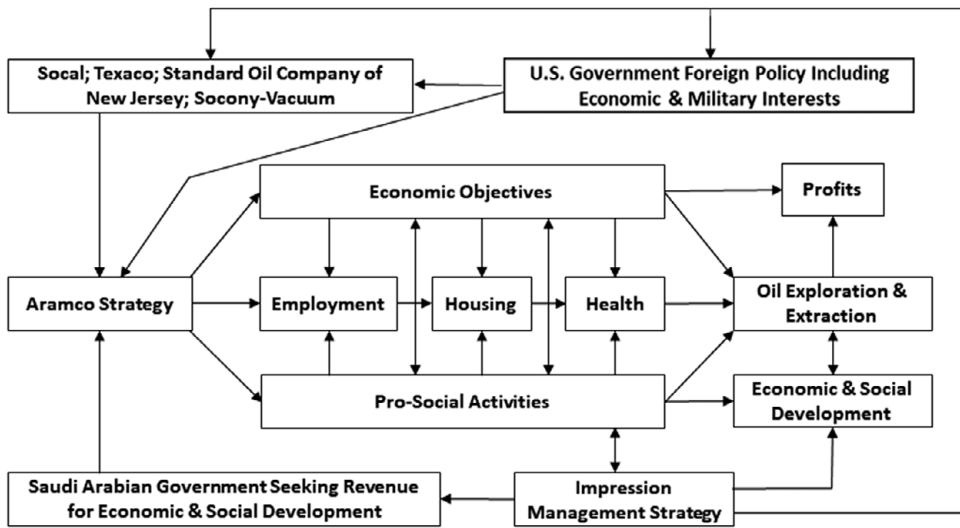 Socal; Texaco; Standard Oil Company of
New Jersey; Socony-Vacuum
U.S. Government Foreign Policy Including
Economic & Military Interests
Economic Objectives
Profits
Aramco Strategy
Employment
Housing
Health
Oil Exploration &
Extraction
Pro-Social Activities
Economic & Social
Development
Saudi Arabian Government Seeking Revenue
for Economic & Social Development
Impression
Management Strategy